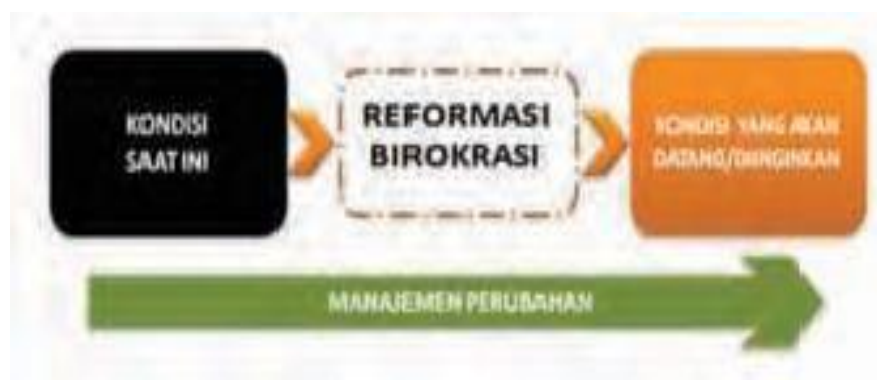 KONDISI
SAAT INI
REFORMASI
BIROKRASI
KONDISI YANG AKAN
DATANG/DIINGINKAN
MANAJEMEN PERUBAHAN